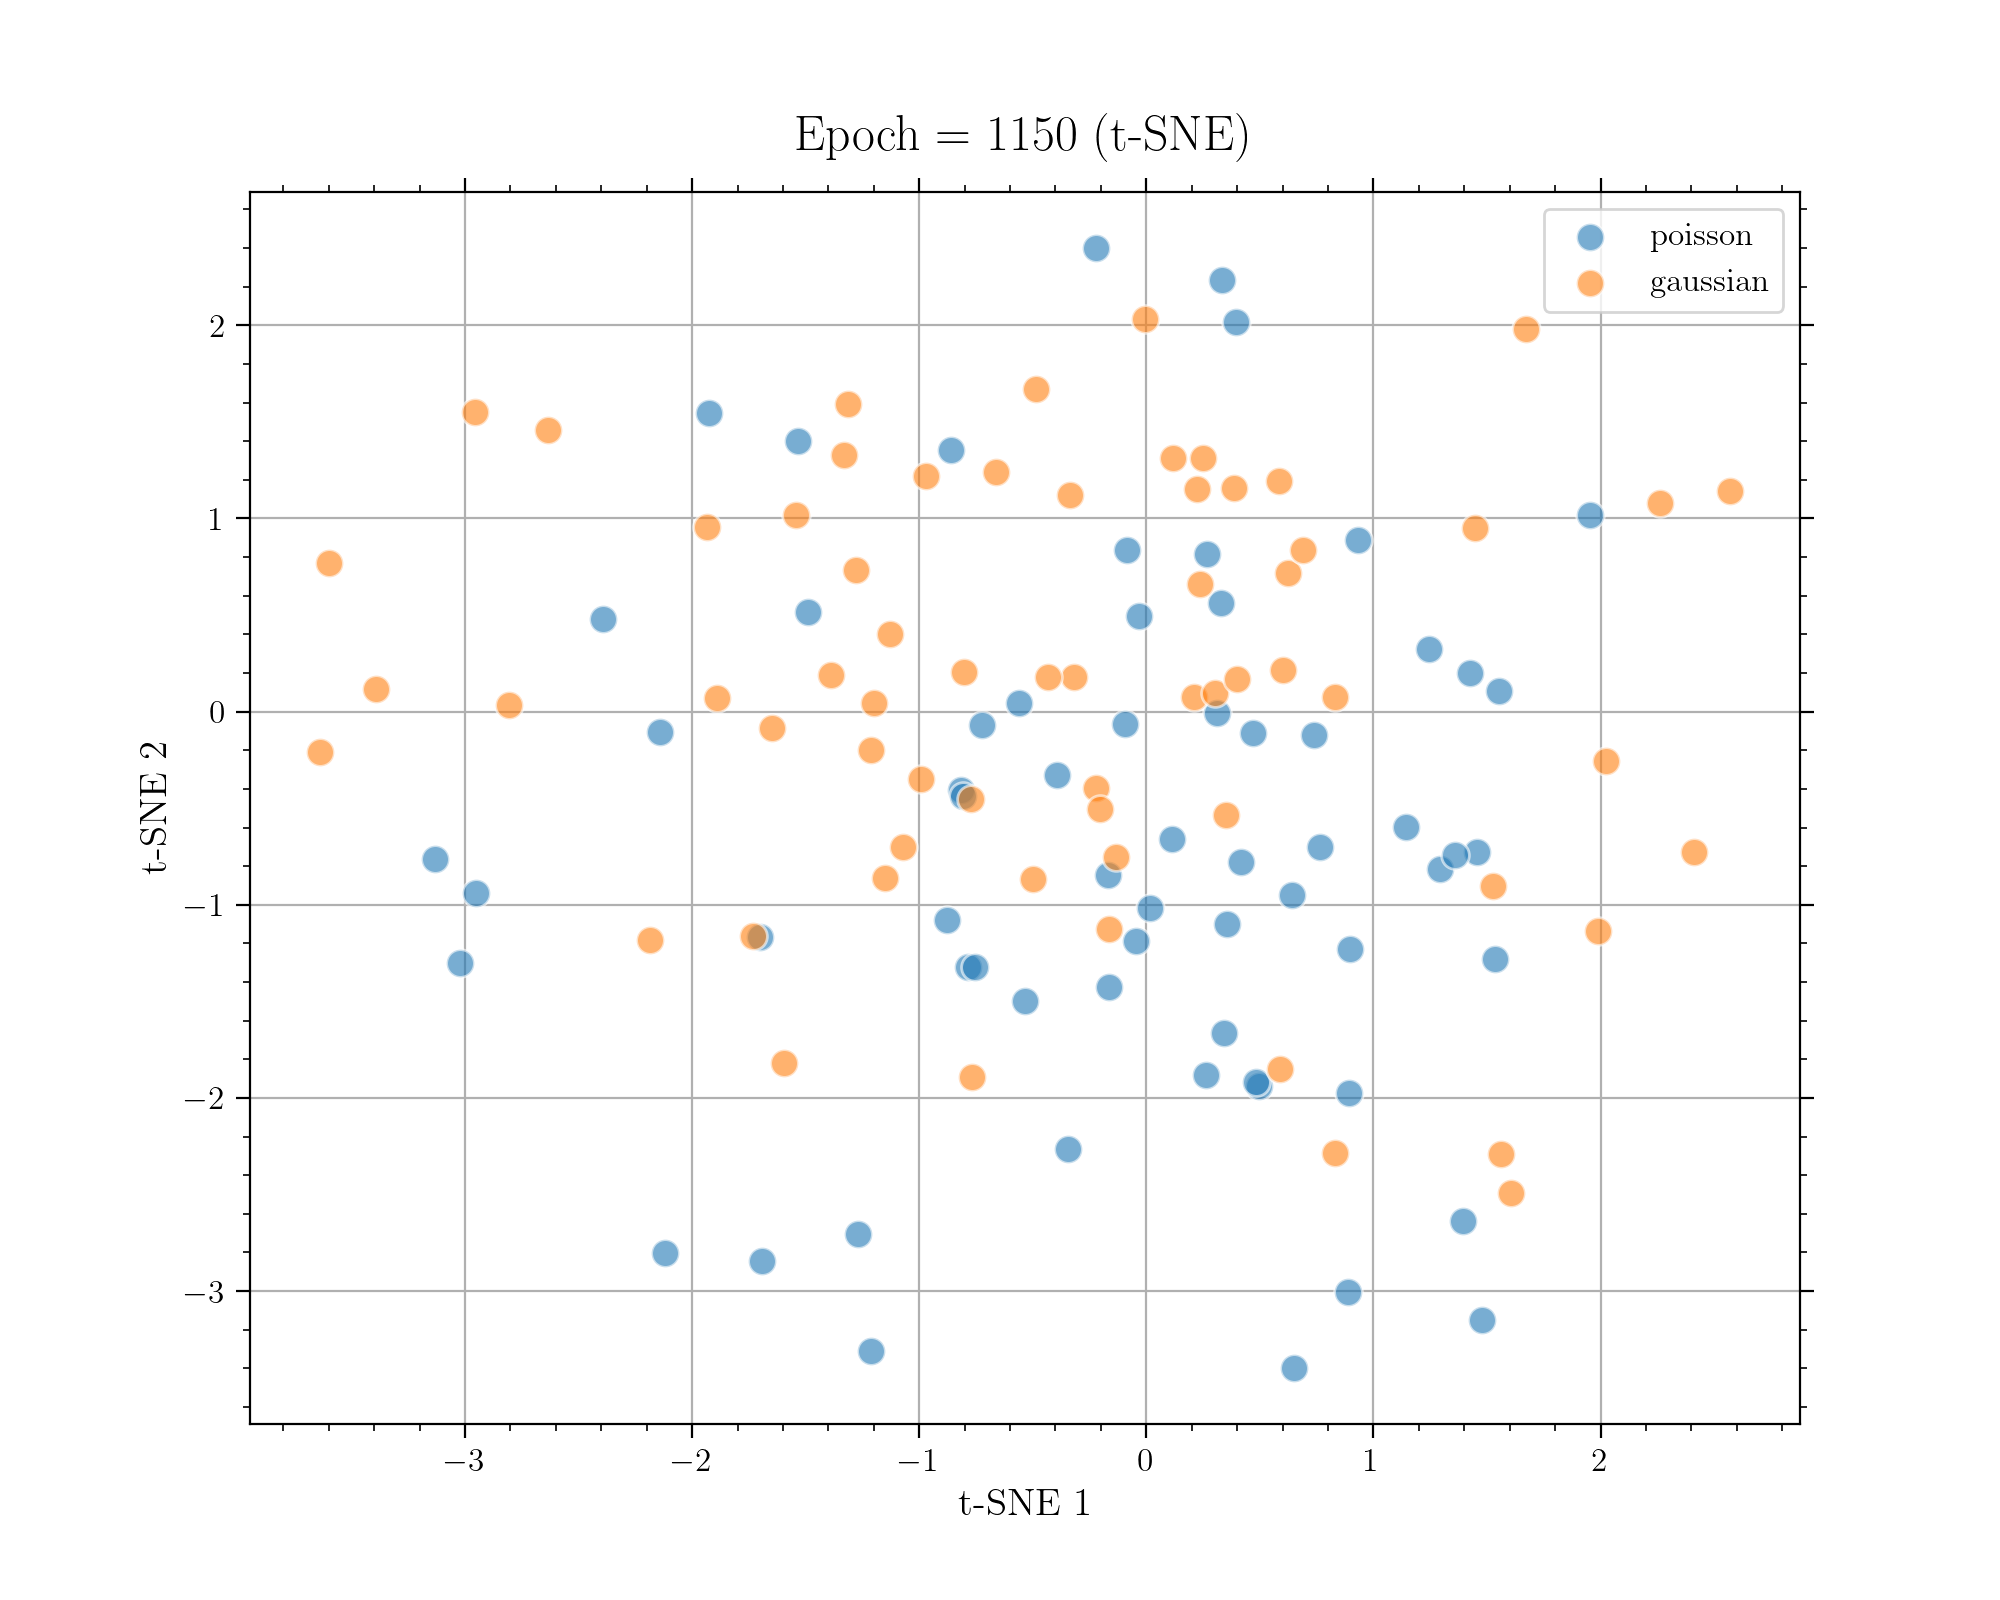 Epoch = 1150 (t-SNE)
poisson
gaussian
2
1
0
−1
−2
−3
t-SNE 2
−3 −2 −1 0 1 2
t-SNE 1